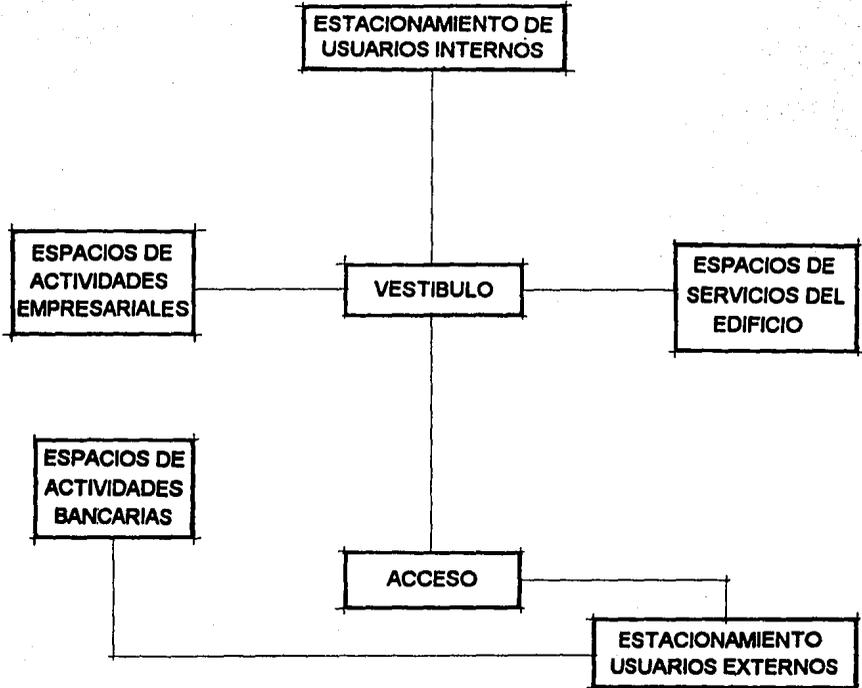 ESTACIONAMIENTO DE
USUARIOS INTERNOS
ESPACIOS DE
ACTIVIDADES
EMPRESARIALES
VESTIBULO
ESPACIOS DE
SERVICIOS DEL
EDIFICIO
ESPACIOS DE
ACTIVIDADES
BANCARIAS
ACCESO
ESTACIONAMIENTO
USUARIOS EXTERNOS